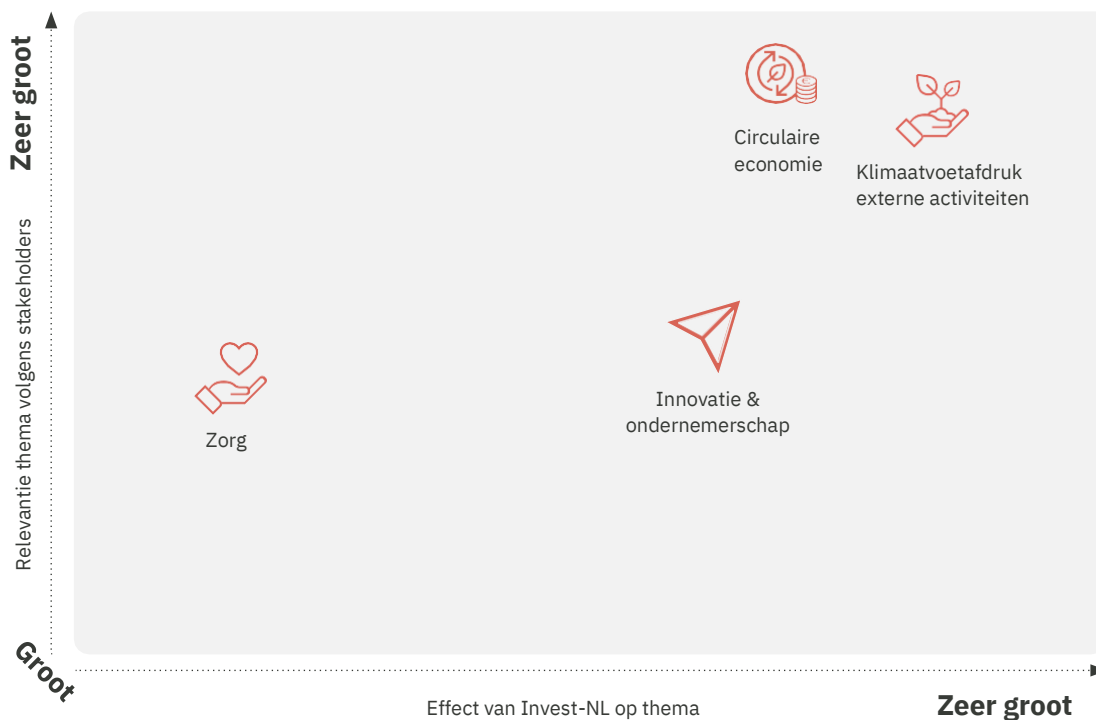 Zeer groot
Relevantie thema volgens stakeholders
Groot
Circulaire
economie
Klimaatvoetafdruk
externe activiteiten
Innovatie &
ondernemerschap
Zorg
Effect van Invest-NL op thema
Zeer groot